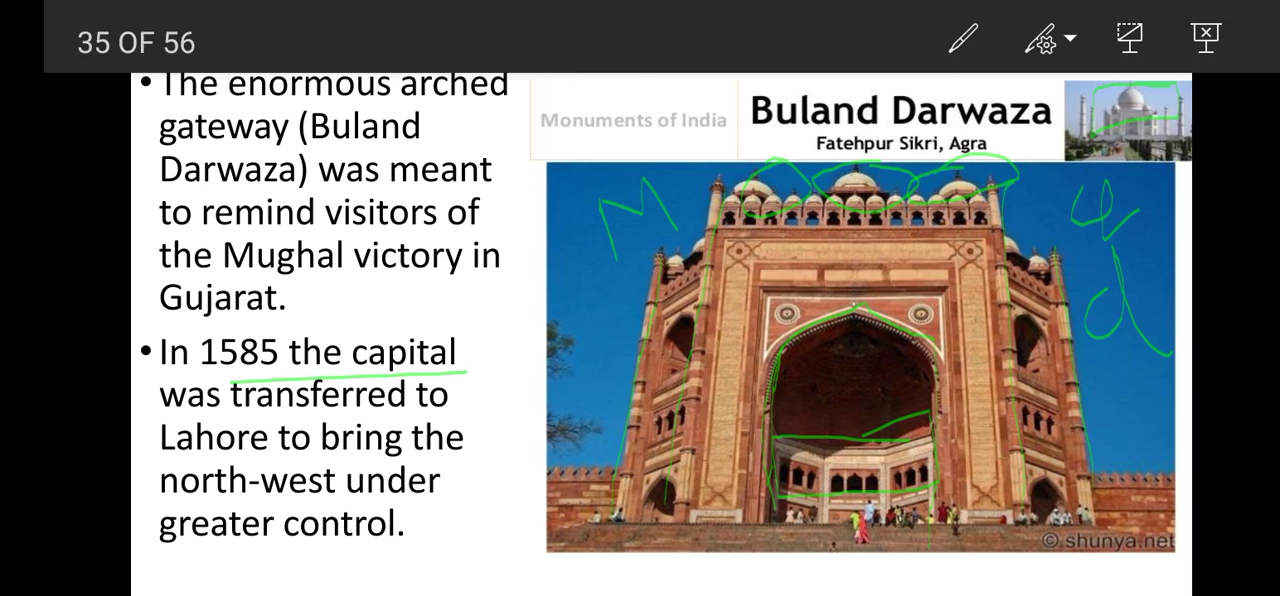 35 OF 56
• The enormous arched
gateway (Buland
Darwaza) was meant
to remind visitors of
the Mughal victory in
Gujarat.
• In 1585 the capital
was transferred to
Lahore to bring the
north-west under
greater control.
Monuments of India
Buland Darwaza
Fatehpur Sikri, Agra
M
© shunya.net